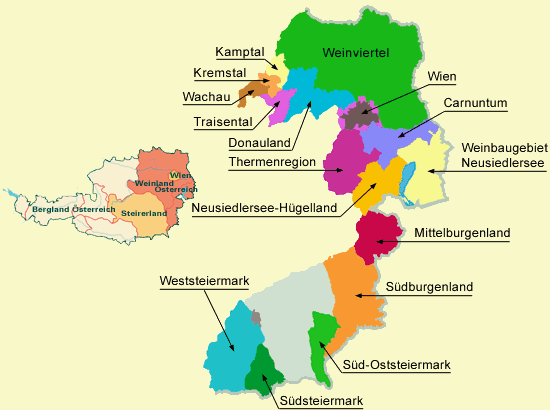 Kamptal
Weinviertel
Kremstal
Wien
Wachau
Carnuntum
Traisental
Donauland
Weinbaugebiet
Neusiedlersee
Thermenregion
Wien
Weinland
Österreich
Bergland Österreich
Steirerland
Neusiedlersee-Hügelland
Mittelburgenland
Weststeiermark
Südburgenland
Süd-Oststeiermark
Südsteiermark